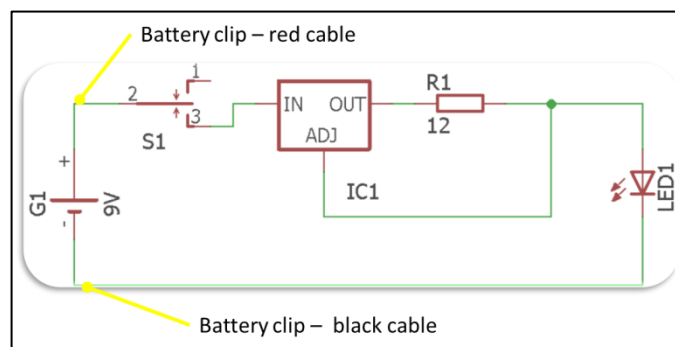 Battery clip – red cable
1
2
3
S1
IN OUT
ADJ
IC1
R1
12
+
G1
9V
-
LED1
Battery clip – black cable